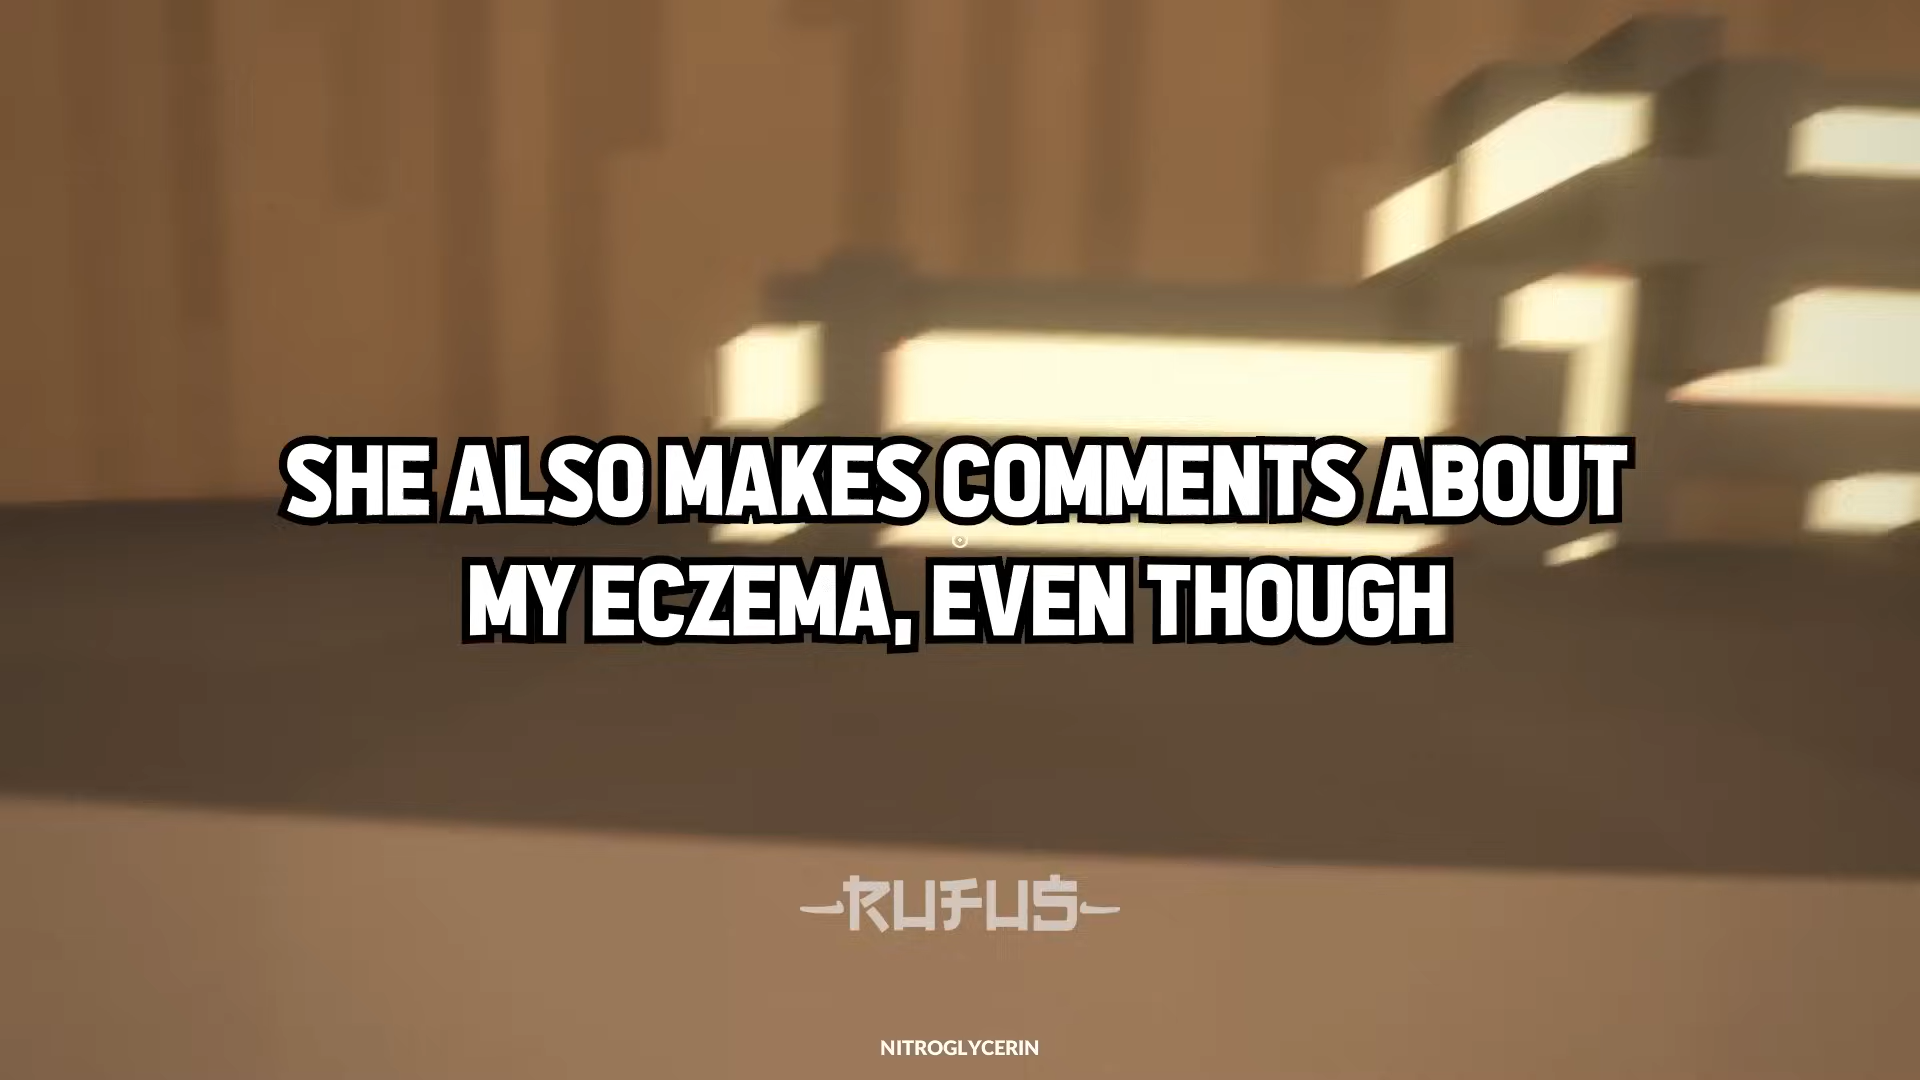 SHE ALSO MAKES COMMENTS ABOUT
MY ECZEMA, EVEN THOUGH
RUFUS
NITROGLYCERIN